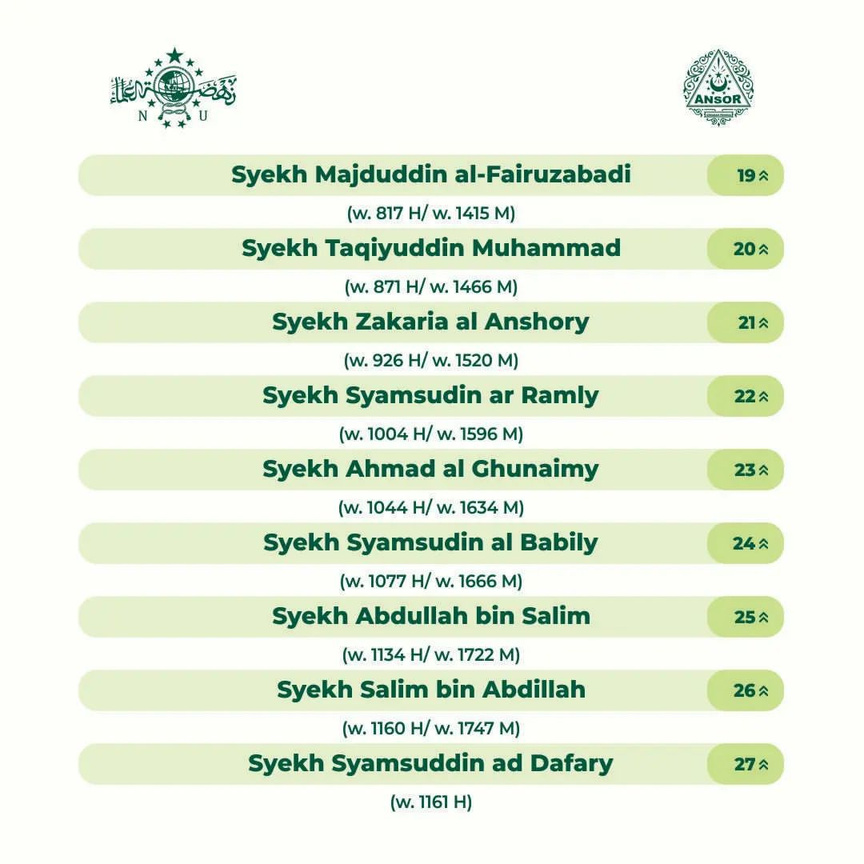 نهضة العلماء
N U
ANSOR
Syekh Majduddin al-Fairuzabadi 19
(w. 817 H/ w. 1415 M)
Syekh Taqiyuddin Muhammad 20
(w. 871 H/ w. 1466 M)
Syekh Zakaria al Anshory 21
(w. 926 H/ w. 1520 M)
Syekh Syamsudin ar Ramly 22
(w. 1004 H/ w. 1596 M)
Syekh Ahmad al Ghunaimy 23
(w. 1044 H/ w. 1634 M)
Syekh Syamsudin al Babily 24
(w. 1077 H/ w. 1666 M)
Syekh Abdullah bin Salim 25
(w. 1134 H/ w. 1722 M)
Syekh Salim bin Abdillah 26
(w. 1160 H/ w. 1747 M)
Syekh Syamsuddin ad Dafary 27
(w. 1161 H)